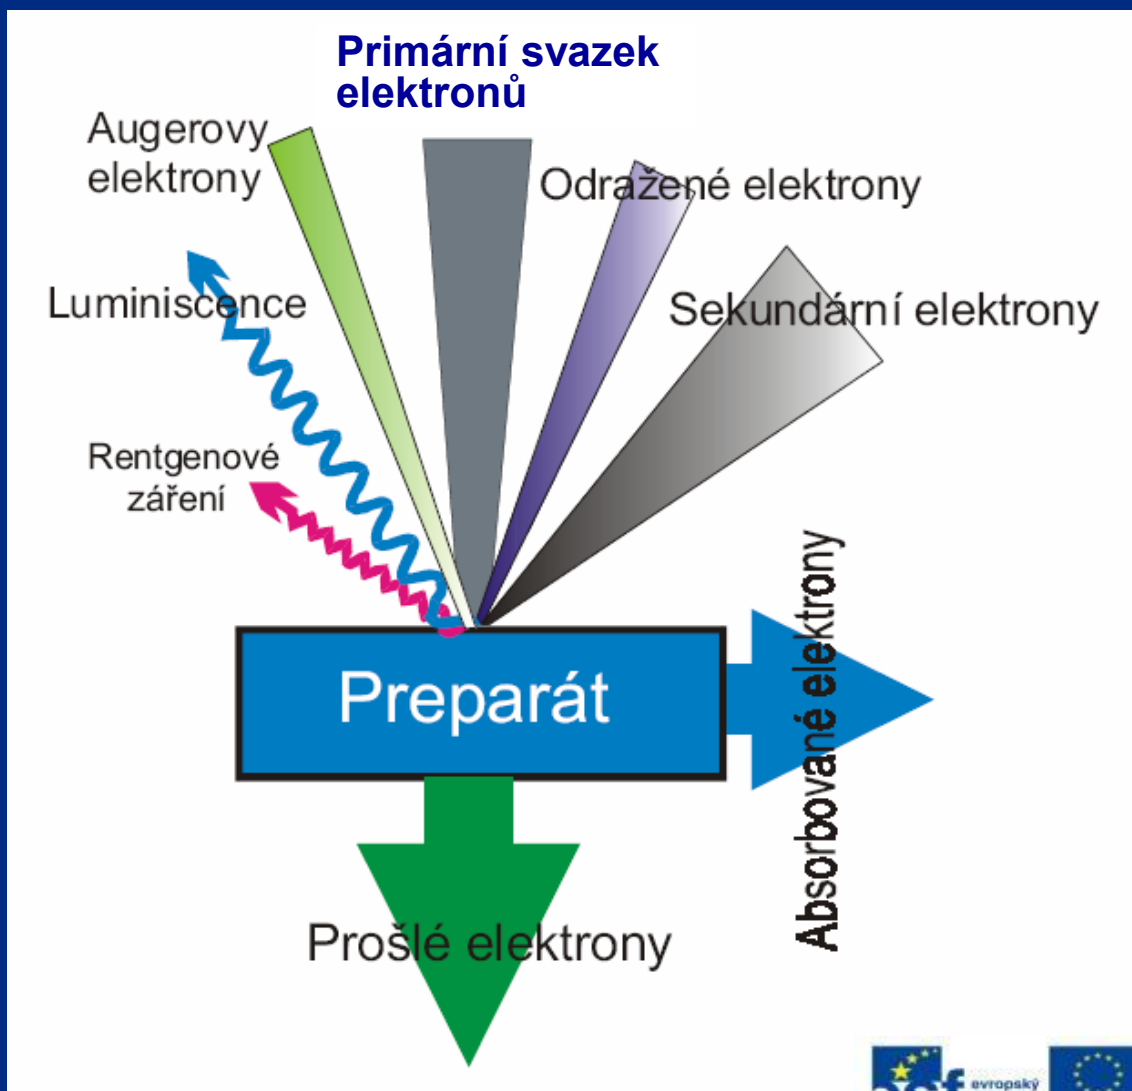 Primární svazek
elektronů
Augerovy
elektrony
Odražené elektrony
Luminiscence
Sekundární elektrony
Rentgenové
záření
Absorbované elektrony
Preparát
Prošlé elektrony
evropský